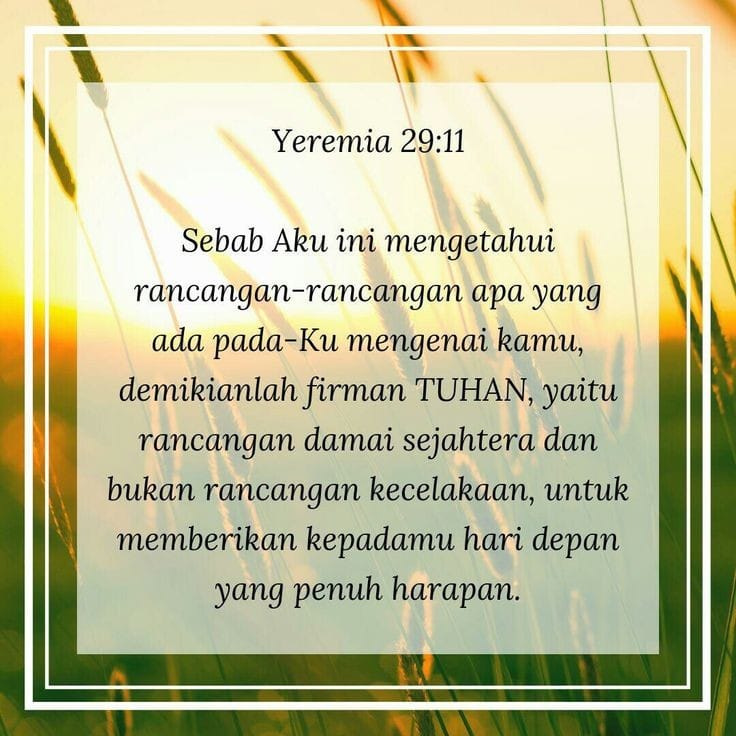 Yeremia 29:11
Sebab Aku ini mengetahui
rancangan-rancangan apa yang
ada pada-Ku mengenai kamu,
demikianlah firman TUHAN, yaitu
rancangan damai sejahtera dan
bukan rancangan kecelakaan, untuk
memberikan kepadamu hari depan
yang penuh harapan.